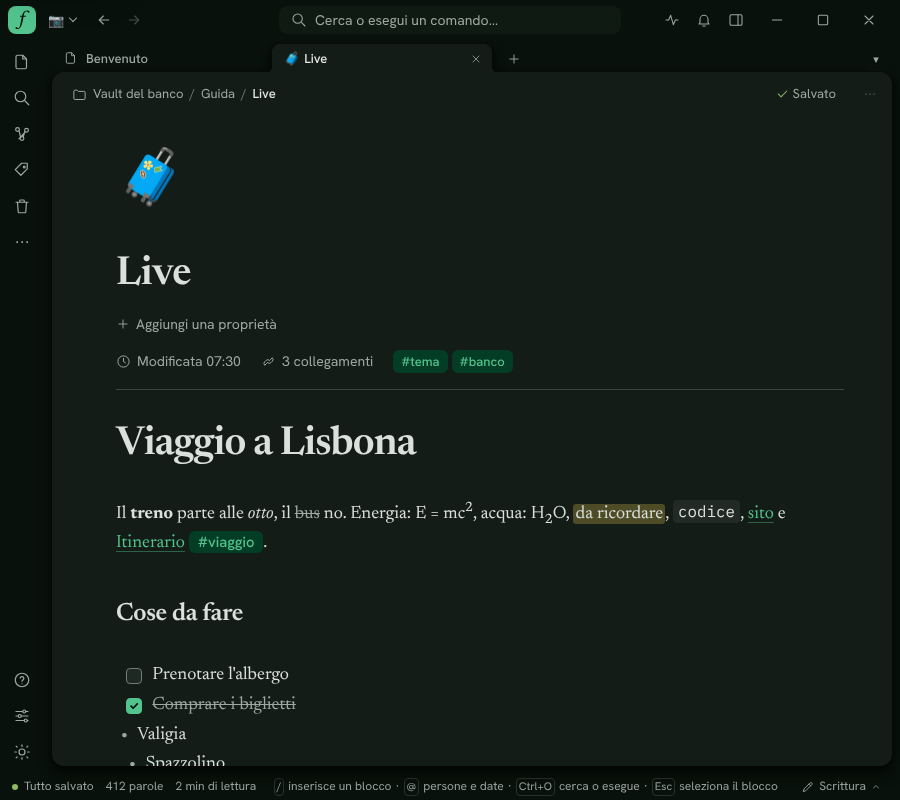 f
Cerca o esegui un comando…
Benvenuto
Live
Vault del banco / Guida / Live
Salvato
Live
Aggiungi una proprietà
Modificata 07:30 3 collegamenti #tema #banco
Viaggio a Lisbona
Il treno parte alle otto, il bus no. Energia: E = mc², acqua: H₂O, da ricordare, codice, sito e
Itinerario #viaggio.
Cose da fare
Prenotare l'albergo
Comprare i biglietti
• Valigia
• Spazzolino
Tutto salvato 412 parole 2 min di lettura / inserisce un blocco · @ persone e date · Ctrl+O cerca o esegue · Esc seleziona il blocco Scrittura